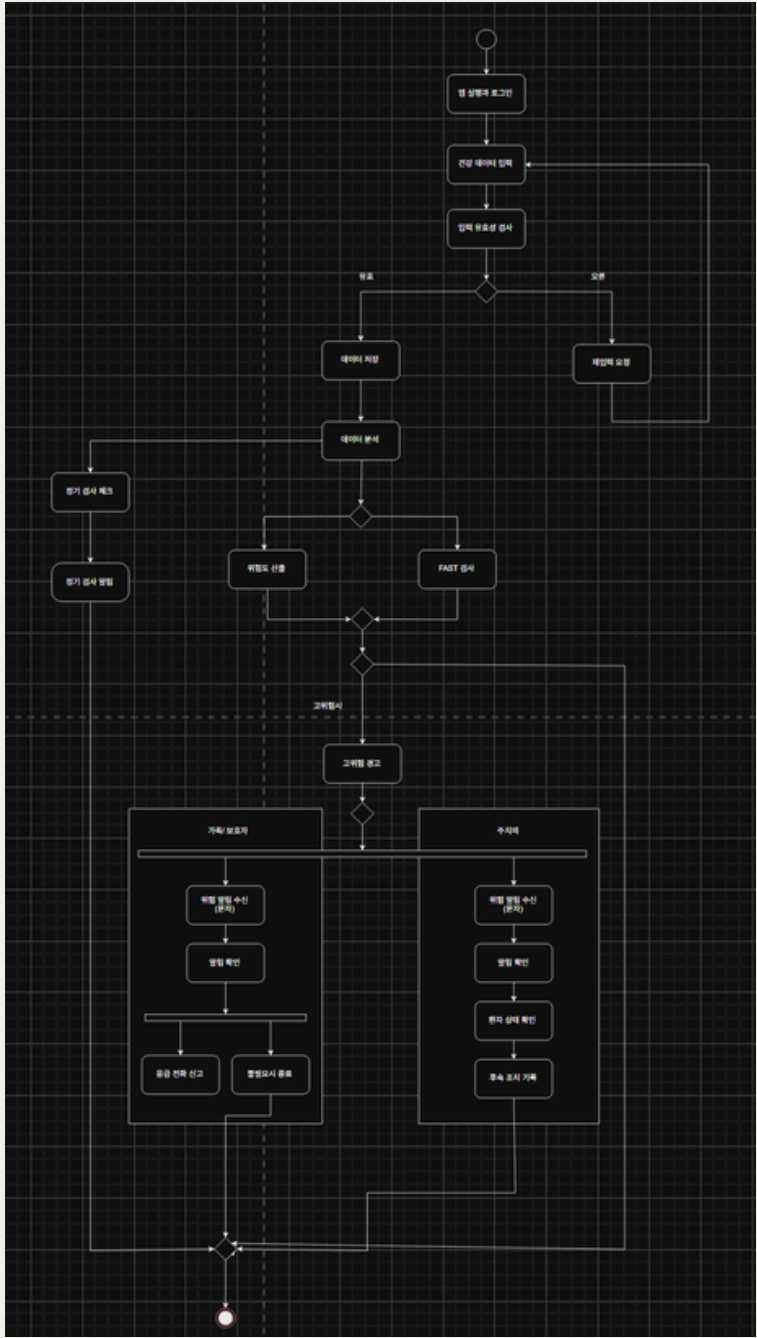 앱 실행과 로그인
건강 데이터 입력
입력 유효성 검사
유효
오류
데이터 저장
재입력 요청
데이터 분석
정기 검사 체크
위험도 산출
FAST 검사
정기 검사 알림
고위험시
고위험 경고
가족/ 보호자
주치의
위험 알림 수신
(문자)
위험 알림 수신
(문자)
알림 확인
알림 확인
환자 상태 확인
응급 전화 신고
불필요시 종료
후속 조치 기록